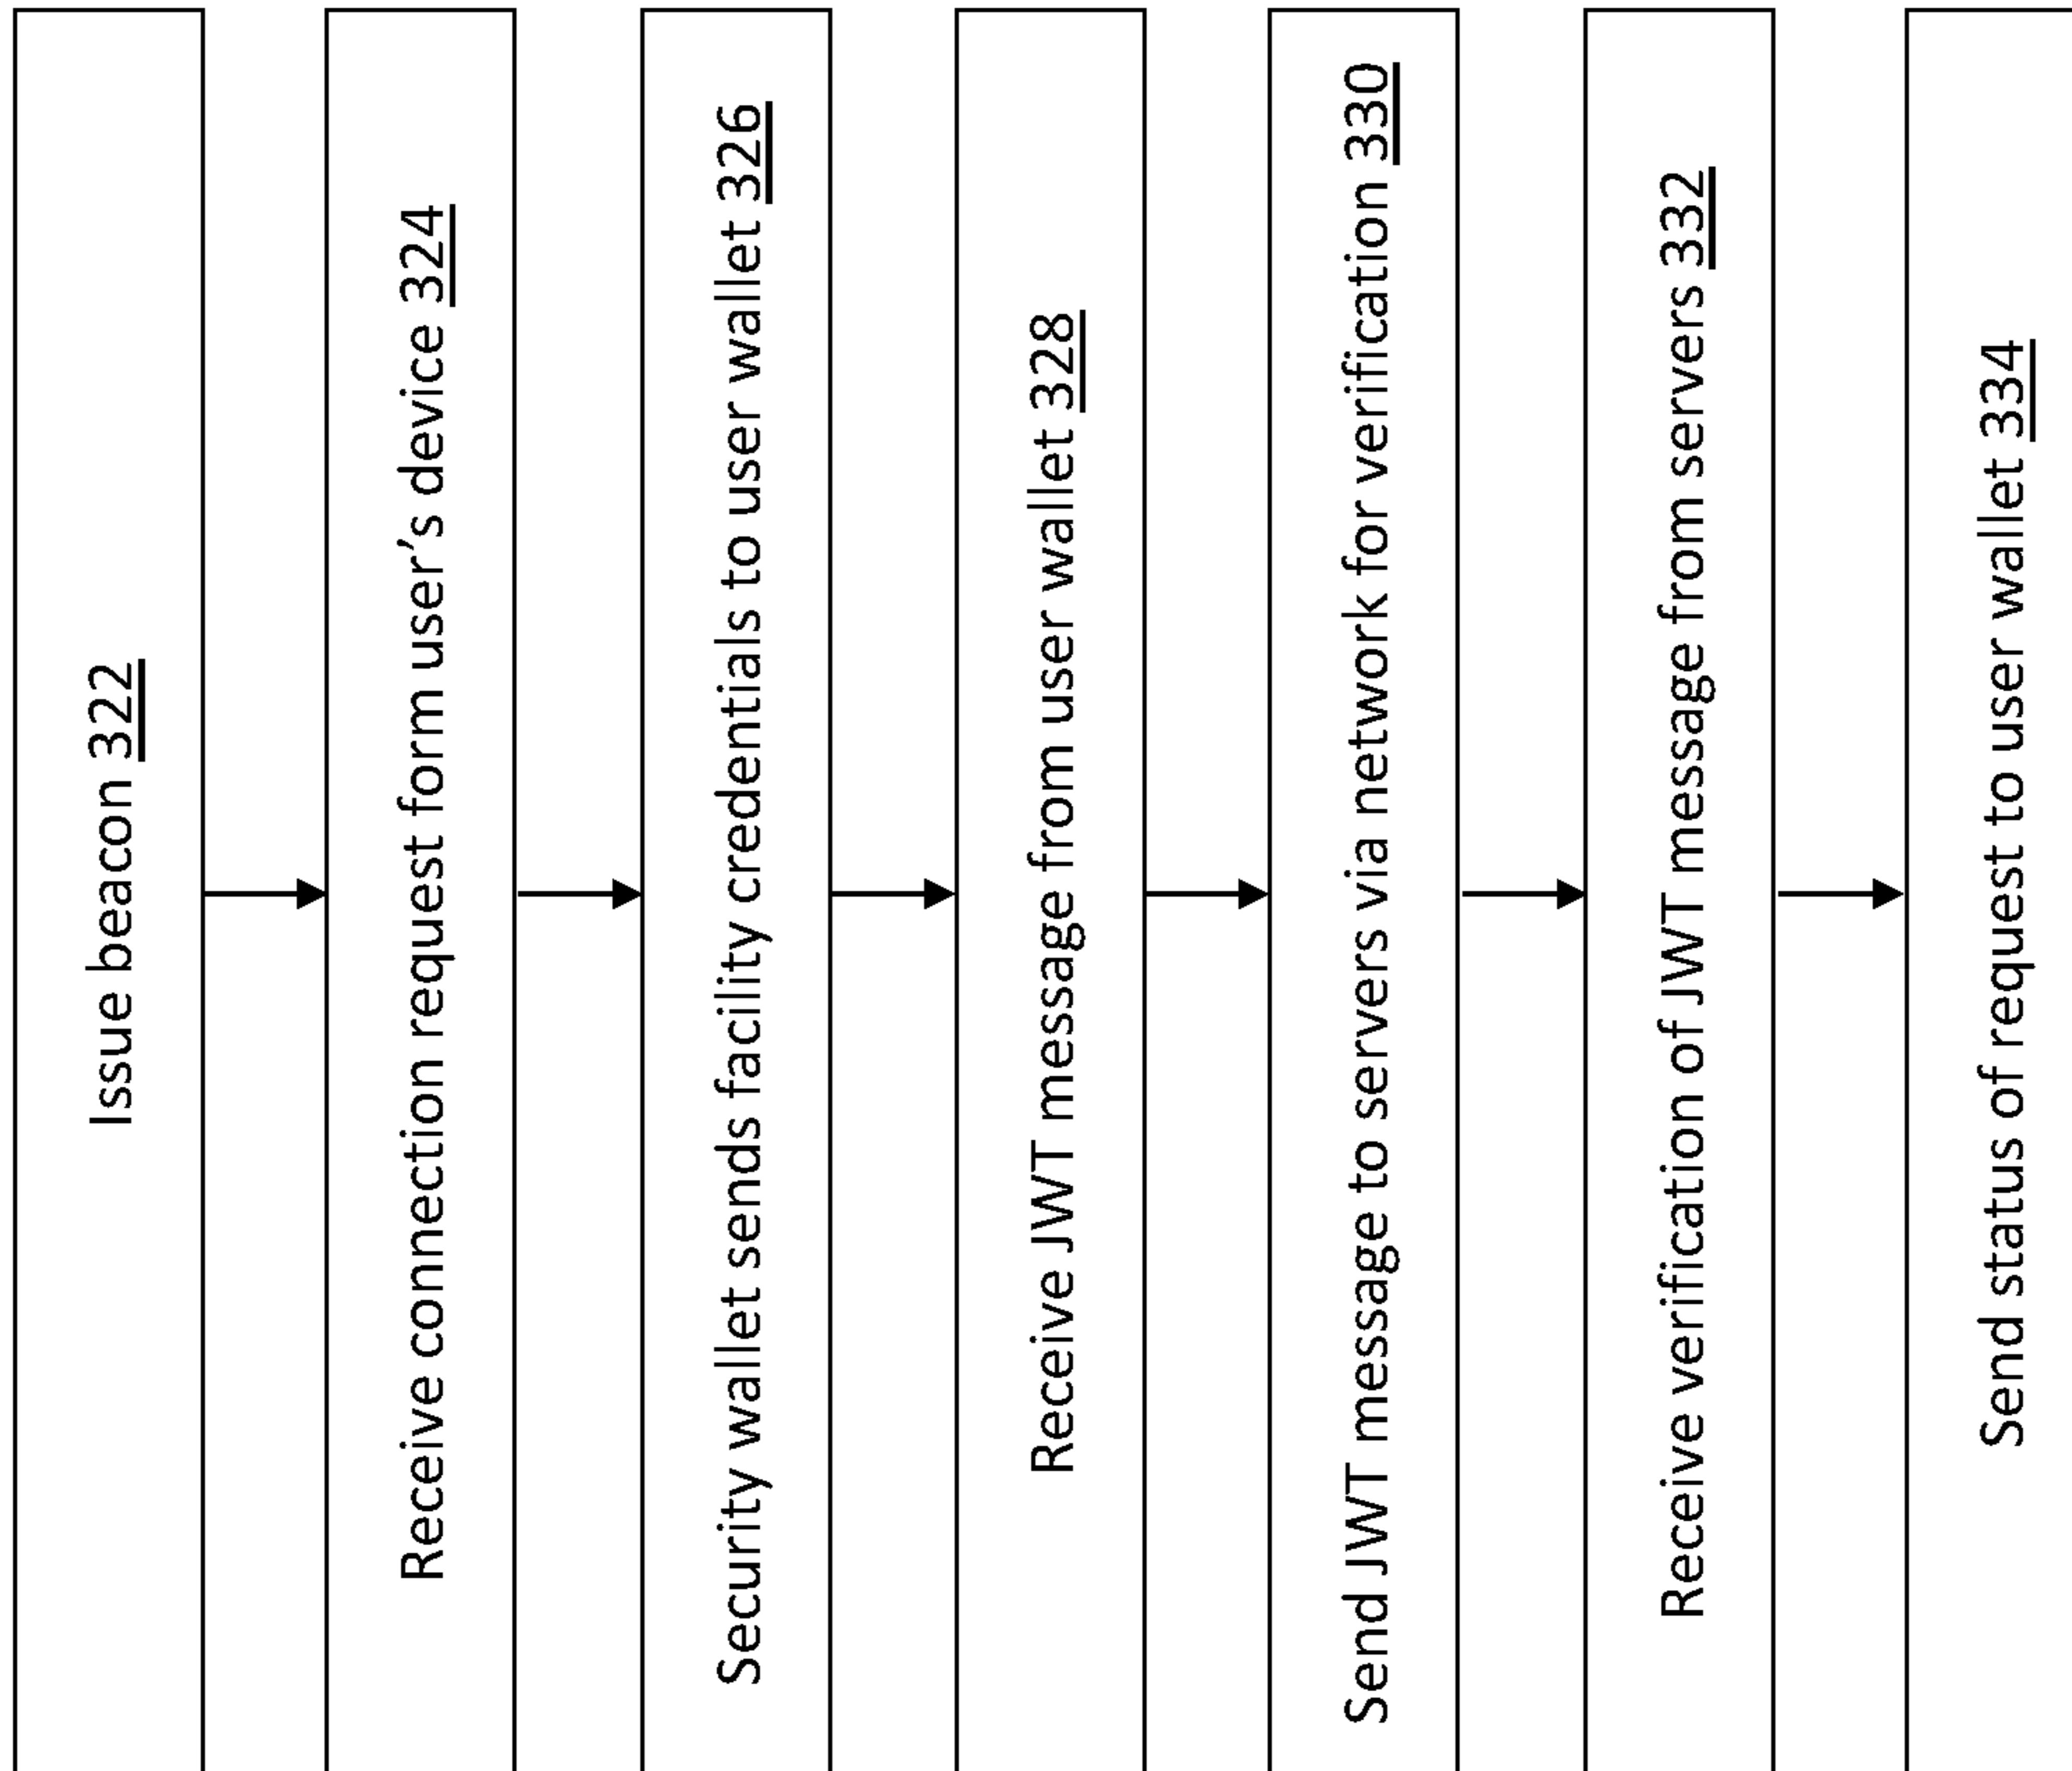 Issue beacon 322
Receive connection request form user’s device 324
Security wallet sends facility credentials to user wallet 326
Receive JWT message from user wallet 328
Send JWT message to servers via network for verification 330
Receive verification of JWT message from servers 332
Send status of request to user wallet 334